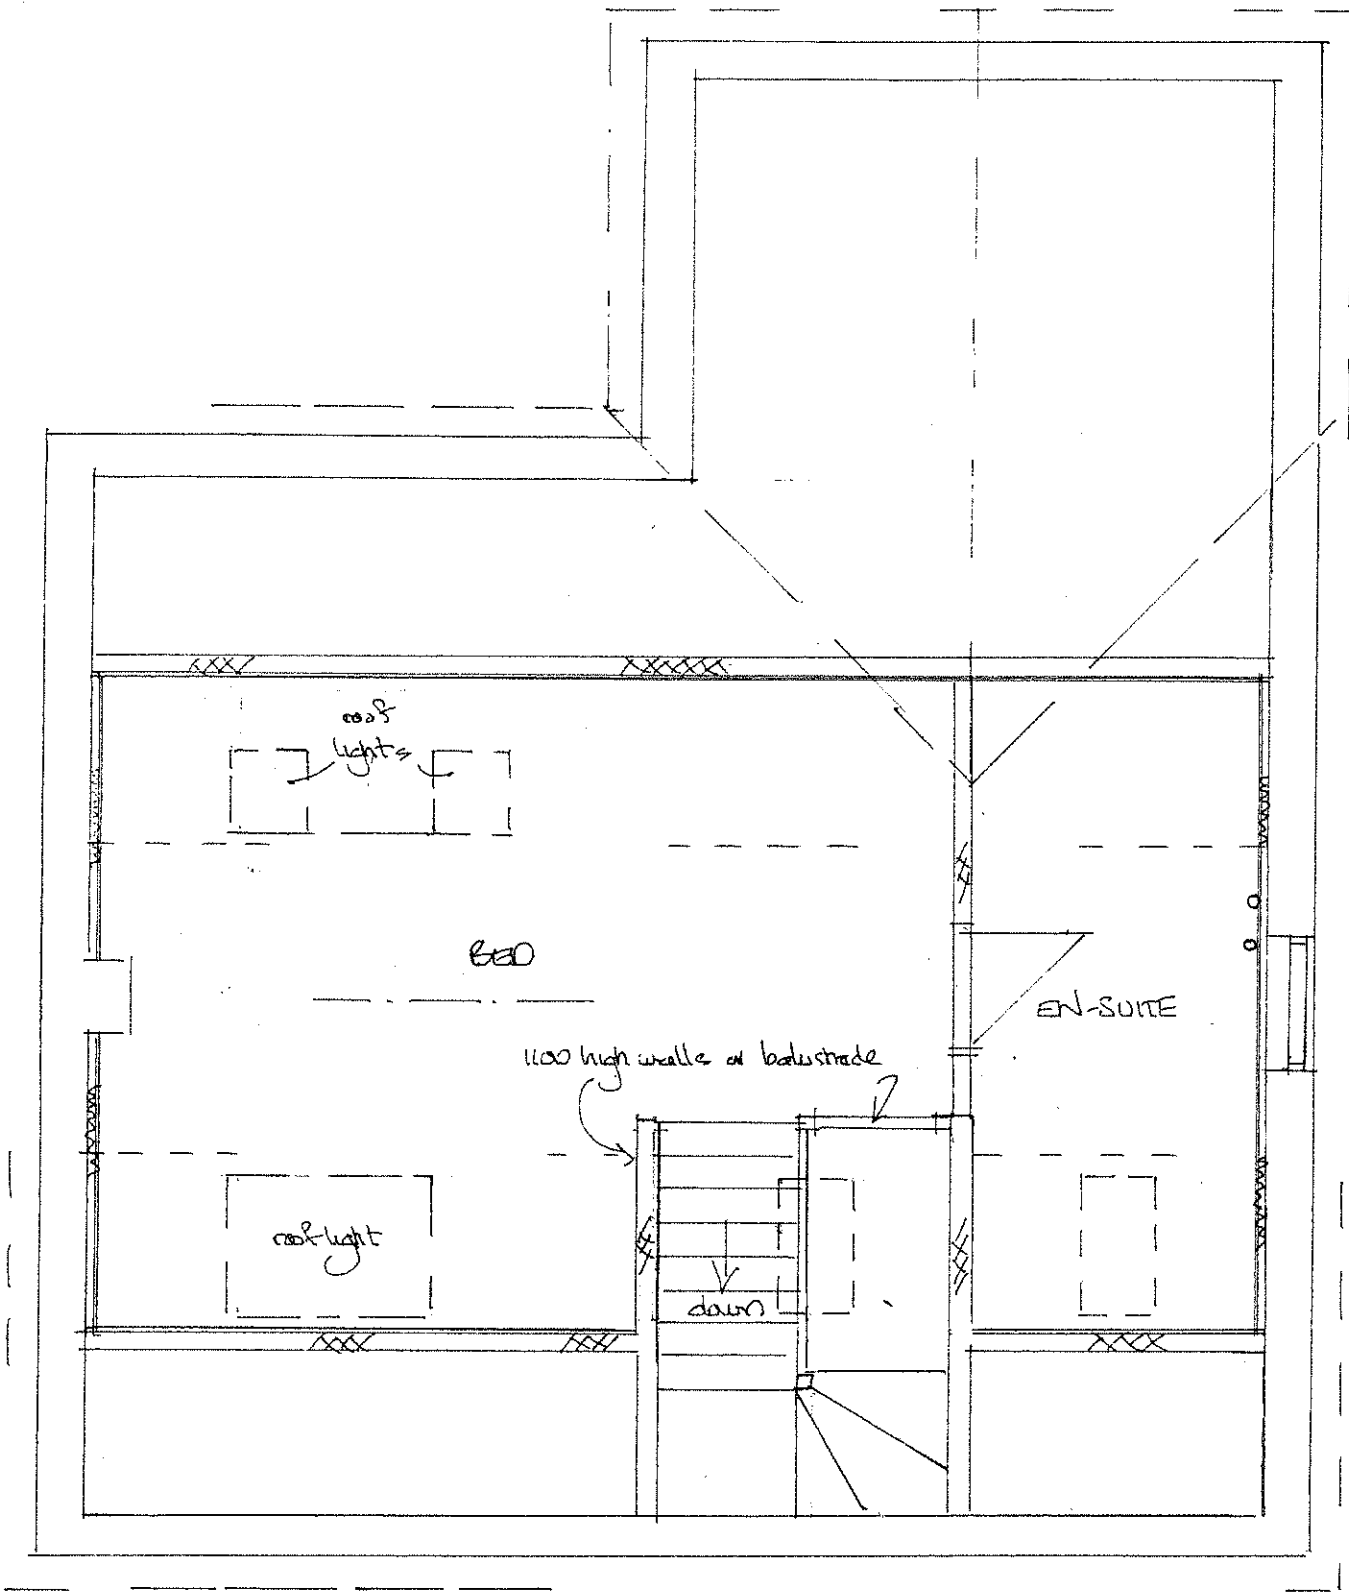 roof
lights
BED
EN-SUITE
1100 high walls or balustrade
roof-light
down